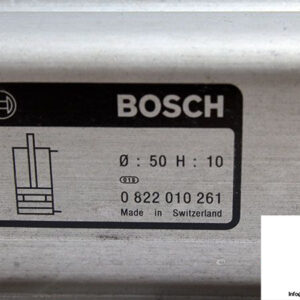 BOSCH
Ø : 50 H : 10
0 822 010 261
Made in Switzerland